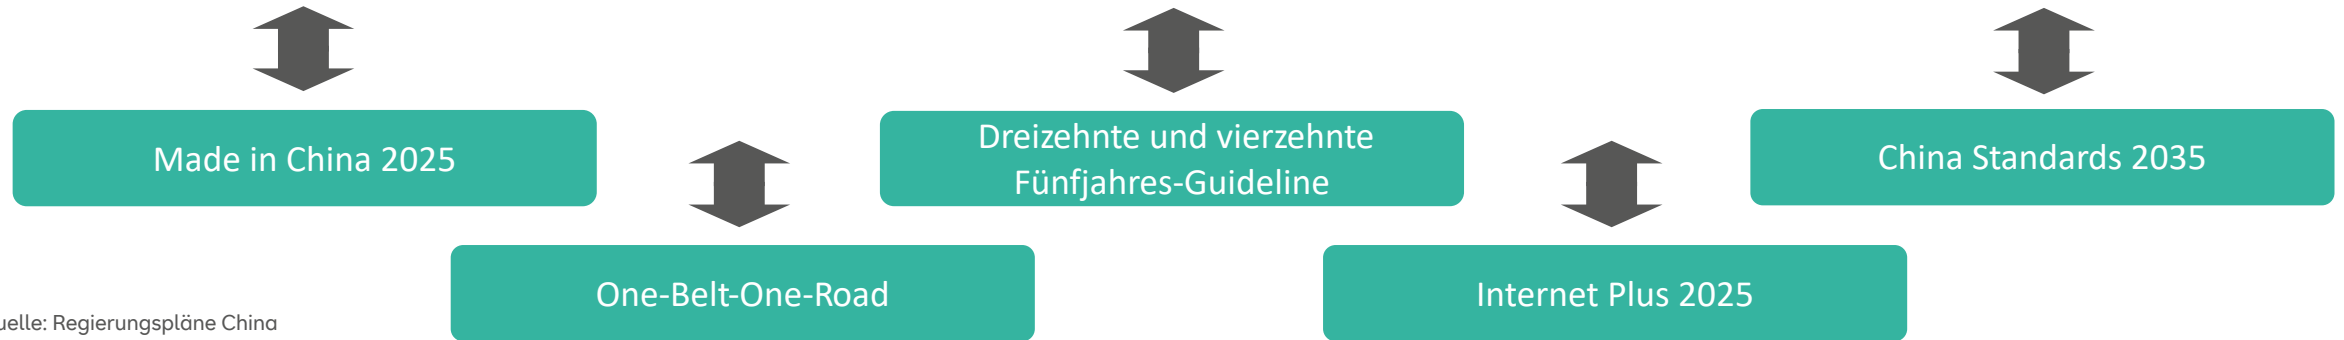 Made in China 2025
Dreizehnte und vierzehnte
Fünfjahres-Guideline
China Standards 2035
One-Belt-One-Road
Internet Plus 2025
uelle: Regierungspläne China